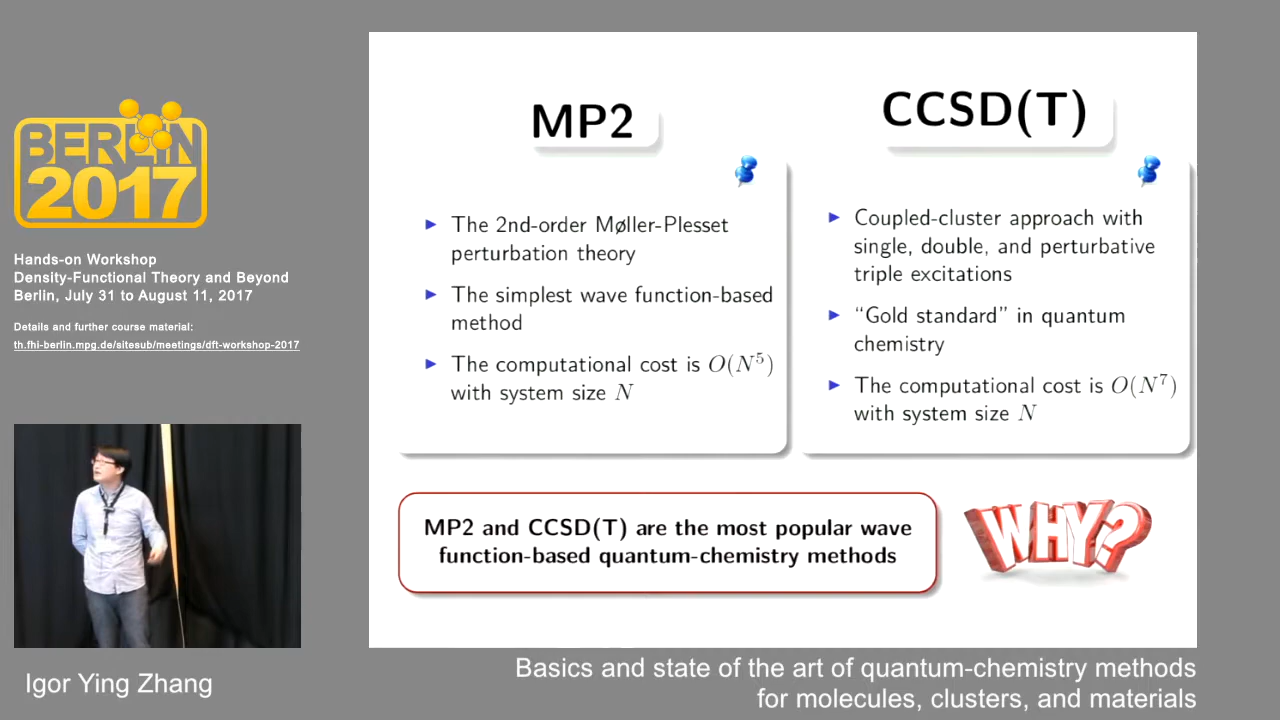 BERLIN
2017
Hands-on Workshop
Density-Functional Theory and Beyond
Berlin, July 31 to August 11, 2017
Details and further course material:
th.fhi-berlin.mpg.de/sitesub/meetings/dft-workshop-2017
Igor Ying Zhang
MP2
▶ The 2nd-order Møller-Plesset
perturbation theory
▶ The simplest wave function-based
method
▶ The computational cost is O(N⁵)
with system size N
CCSD(T)
▶ Coupled-cluster approach with
single, double, and perturbative
triple excitations
▶ “Gold standard” in quantum
chemistry
▶ The computational cost is O(N⁷)
with system size N
MP2 and CCSD(T) are the most popular wave
function-based quantum-chemistry methods
WHY?
Basics and state of the art of quantum-chemistry methods
for molecules, clusters, and materials